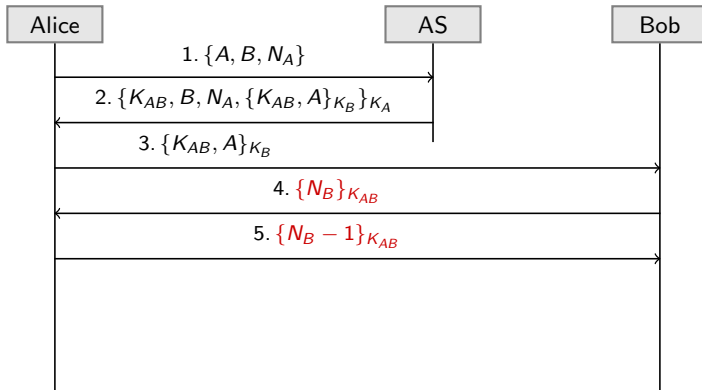 Alice AS Bob
1. {A, B, N_A}
2. {K_AB, B, N_A, {K_AB, A}_K_B}_K_A
3. {K_AB, A}_K_B
4. {N_B}_K_AB
5. {N_B − 1}_K_AB